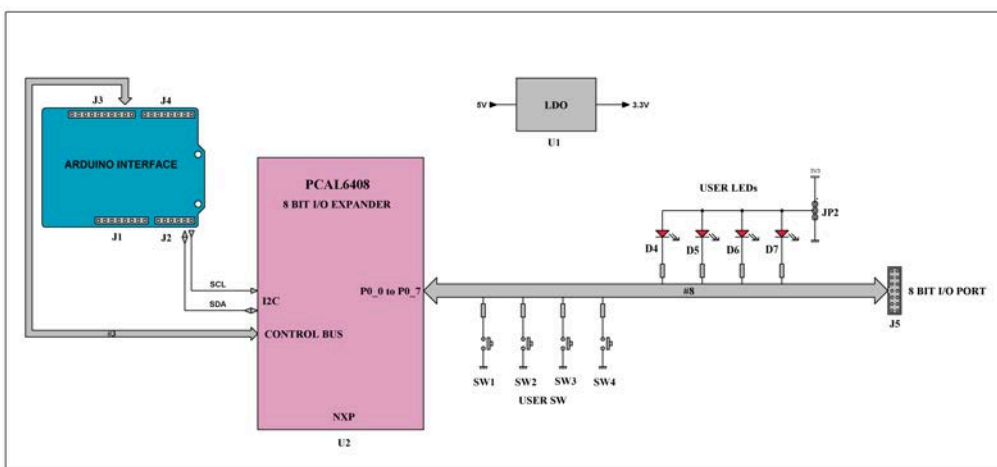 J3
J4
ARDUINO INTERFACE
J1
J2
5V
LDO
3.3V
U1
PCAL6408
8 BIT I/O EXPANDER
SCL
SDA
I2C
P0_0 to P0_7
CONTROL BUS
#3
NXP
U2
USER LEDs
3V3
JP2
D4
D5
D6
D7
#8
8 BIT I/O PORT
J5
SW1
SW2
SW3
SW4
USER SW